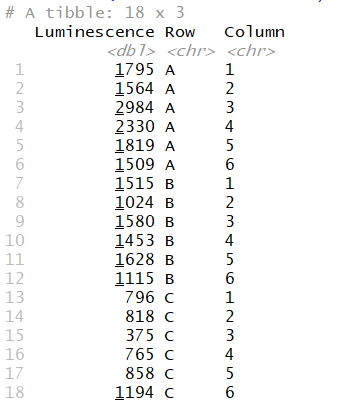 # A tibble: 18 x 3
Luminescence Row Column
<dbl> <chr> <chr>
1 1795 A 1
2 1564 A 2
3 2984 A 3
4 2330 A 4
5 1819 A 5
6 1509 A 6
7 1515 B 1
8 1024 B 2
9 1580 B 3
10 1453 B 4
11 1628 B 5
12 1115 B 6
13 796 C 1
14 818 C 2
15 375 C 3
16 765 C 4
17 858 C 5
18 1194 C 6